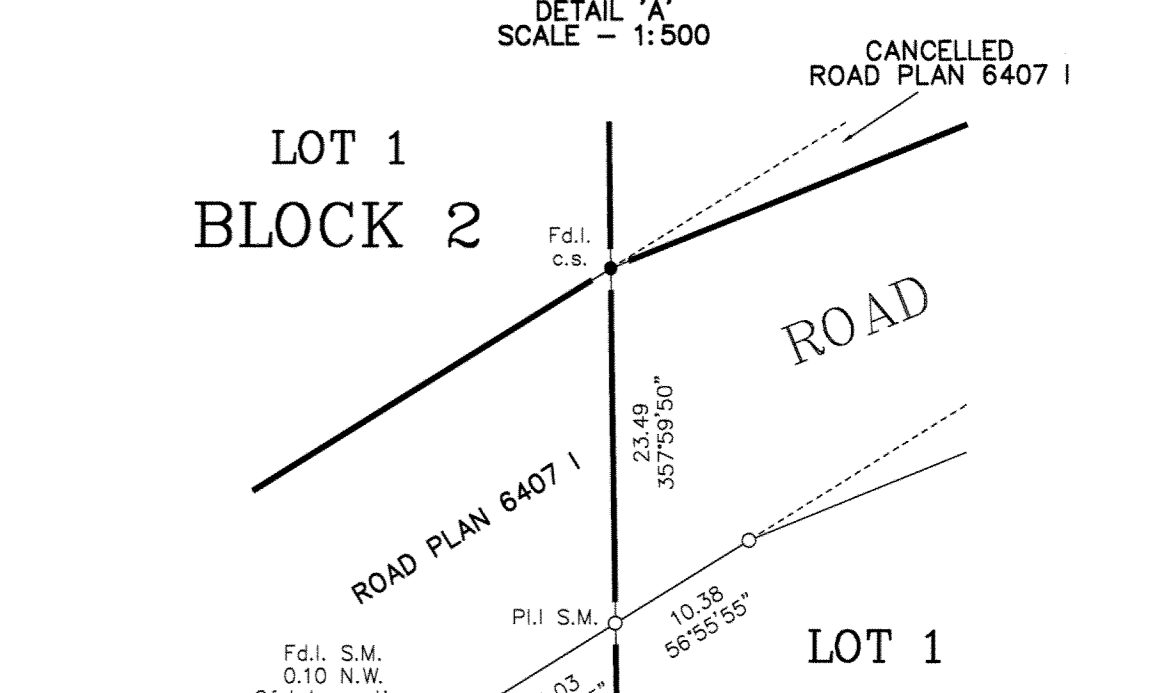 DETAIL 'A'
SCALE – 1:500
CANCELLED
ROAD PLAN 6407 I
LOT 1
BLOCK 2
Fd.I.
c.s.
ROAD
23.49
357°59'50"
ROAD PLAN 6407 I
Pl.I S.M.
10.38
56°55'55"
LOT 1
Fd.I. S.M.
0.10 N.W.